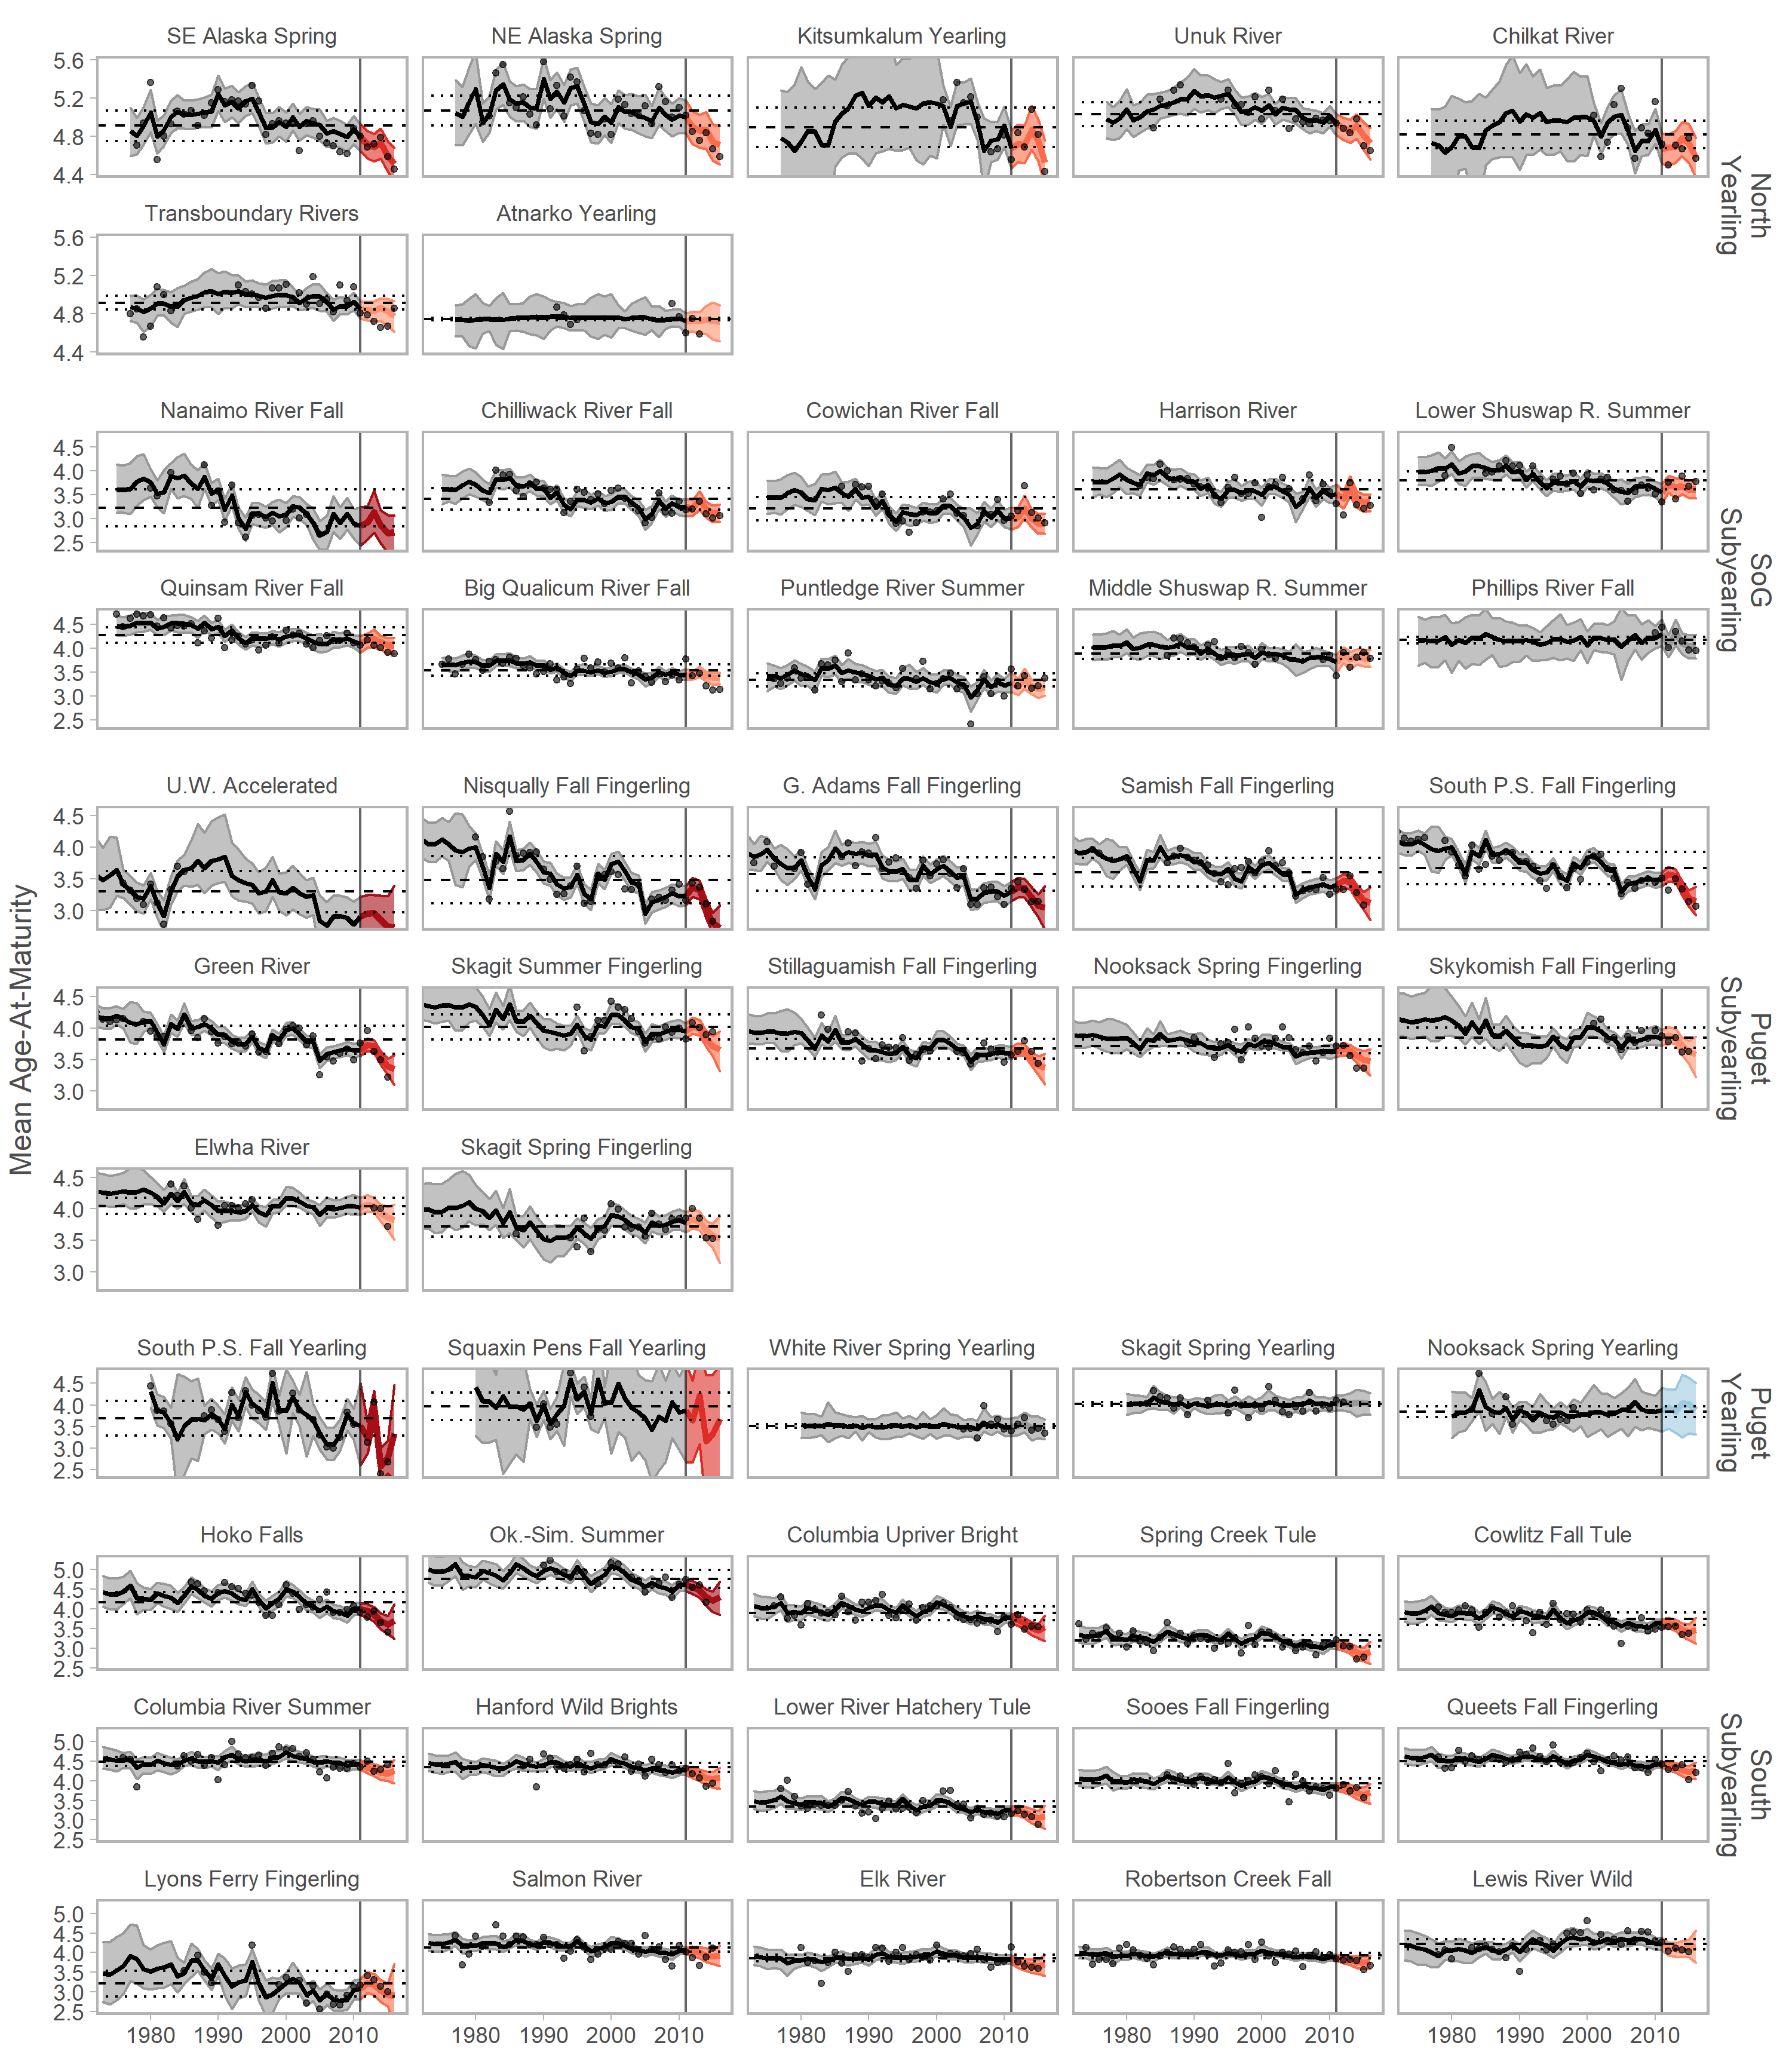 SE Alaska Spring NE Alaska Spring Kitsumkalum Yearling Unuk River Chilkat River
5.6
5.2
4.8
4.4
North
Yearling
Transboundary Rivers Atnarko Yearling
5.6
5.2
4.8
4.4
Nanaimo River Fall Chilliwack River Fall Cowichan River Fall Harrison River Lower Shuswap R. Summer
4.5
4.0
3.5
3.0
2.5
SoG
Subyearling
Quinsam River Fall Big Qualicum River Fall Puntledge River Summer Middle Shuswap R. Summer Phillips River Fall
4.5
4.0
3.5
3.0
2.5
Mean Age-At-Maturity
U.W. Accelerated Nisqually Fall Fingerling G. Adams Fall Fingerling Samish Fall Fingerling South P.S. Fall Fingerling
4.5
4.0
3.5
3.0
Green River Skagit Summer Fingerling Stillaguamish Fall Fingerling Nooksack Spring Fingerling Skykomish Fall Fingerling
4.5
4.0
3.5
3.0
Puget
Subyearling
Elwha River Skagit Spring Fingerling
4.5
4.0
3.5
3.0
South P.S. Fall Yearling Squaxin Pens Fall Yearling White River Spring Yearling Skagit Spring Yearling Nooksack Spring Yearling
4.5
4.0
3.5
3.0
2.5
Puget
Yearling
Hoko Falls Ok.-Sim. Summer Columbia Upriver Bright Spring Creek Tule Cowlitz Fall Tule
5.0
4.5
4.0
3.5
3.0
2.5
Columbia River Summer Hanford Wild Brights Lower River Hatchery Tule Sooes Fall Fingerling Queets Fall Fingerling
5.0
4.5
4.0
3.5
3.0
2.5
South
Subyearling
Lyons Ferry Fingerling Salmon River Elk River Robertson Creek Fall Lewis River Wild
5.0
4.5
4.0
3.5
3.0
2.5
1980 1990 2000 2010 1980 1990 2000 2010 1980 1990 2000 2010 1980 1990 2000 2010 1980 1990 2000 2010